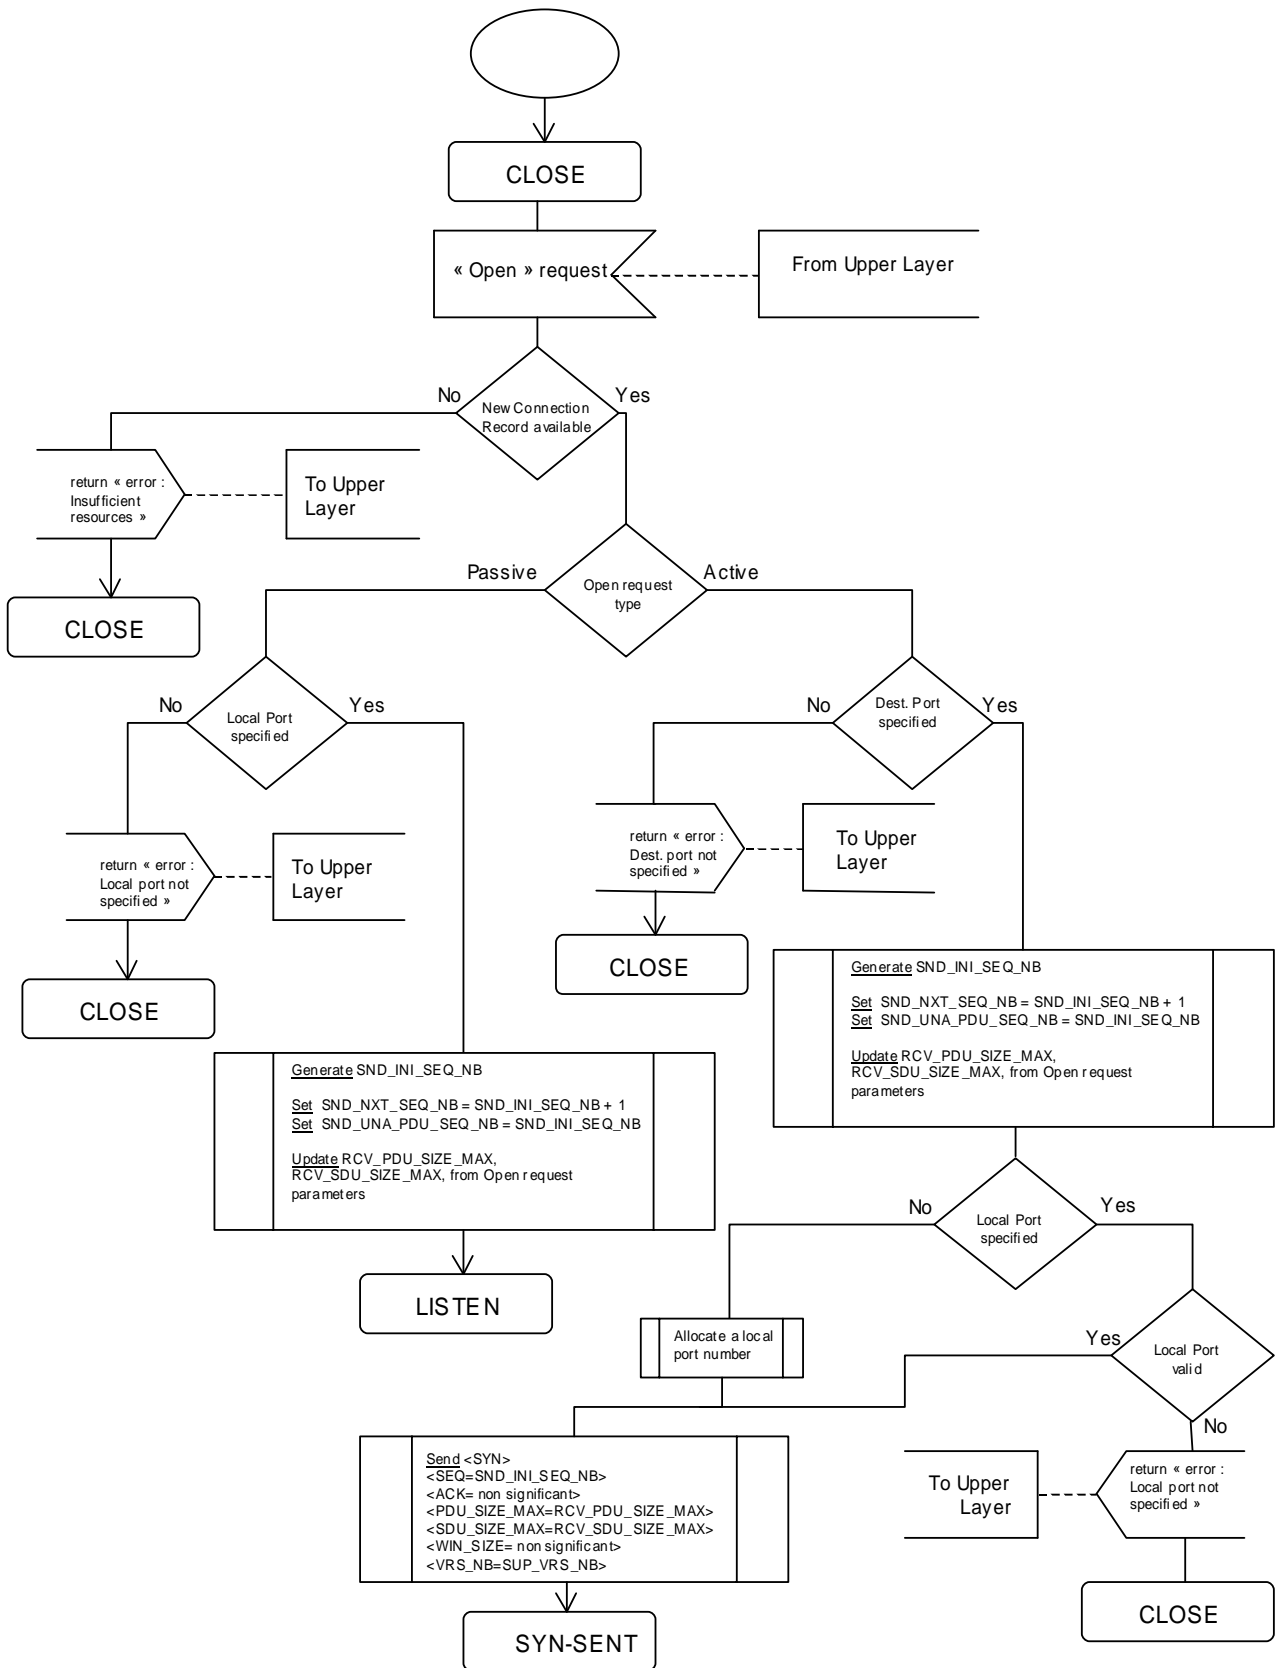 CLOSE
« Open » request
From Upper Layer
No
Yes
New Connection
Record available
return « error :
Insufficient
resources »
To Upper
Layer
CLOSE
Passive
Active
Open request
type
No
Yes
Local Port
specified
No
Yes
Dest. Port
specified
return « error :
Local port not
specified »
To Upper
Layer
CLOSE
return « error :
Dest. port not
specified »
To Upper
Layer
CLOSE
Generate SND_INI_SEQ_NB
Set SND_NXT_SEQ_NB = SND_INI_SEQ_NB + 1
Set SND_UNA_PDU_SEQ_NB = SND_INI_SEQ_NB
Update RCV_PDU_SIZE_MAX,
RCV_SDU_SIZE_MAX, from Open request
parameters
Generate SND_INI_SEQ_NB
Set SND_NXT_SEQ_NB = SND_INI_SEQ_NB + 1
Set SND_UNA_PDU_SEQ_NB = SND_INI_SEQ_NB
Update RCV_PDU_SIZE_MAX,
RCV_SDU_SIZE_MAX, from Open request
parameters
LISTEN
No
Yes
Local Port
specified
Allocate a local
port number
Yes
Local Port
valid
No
Send <SYN>
<SEQ=SND_INI_SEQ_NB>
<ACK= non significant>
<PDU_SIZE_MAX=RCV_PDU_SIZE_MAX>
<SDU_SIZE_MAX=RCV_SDU_SIZE_MAX>
<WIN_SIZE= non significant>
<VRS_NB=SUP_VRS_NB>
To Upper
Layer
return « error :
Local port not
specified »
CLOSE
SYN-SENT